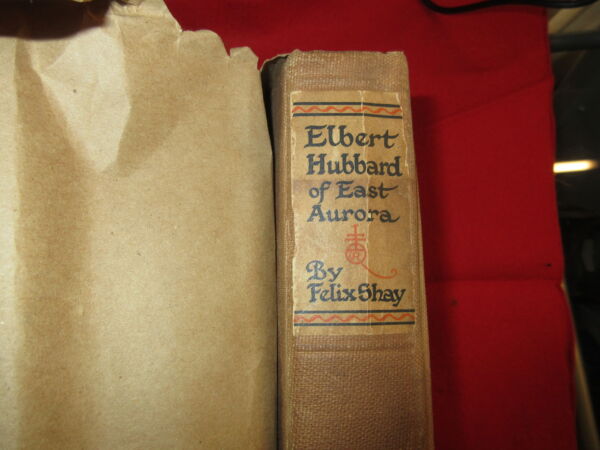 Elbert
Hubbard
of East
Aurora
By
Felix Shay